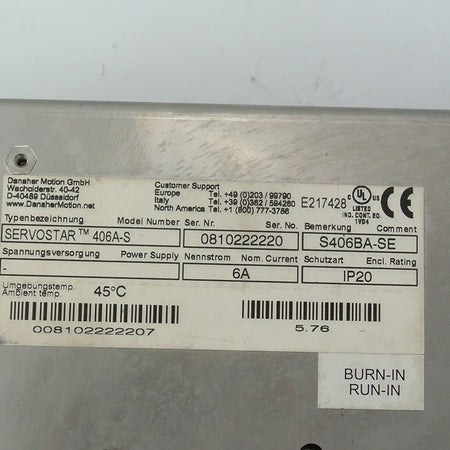 Danaher Motion GmbH
Wacholderstr. 40-42
D-40489 Düsseldorf
www.DanaherMotion.net
Customer Support
Europe Tel. +49 (0)203 / 99790
Italy Tel. +39 (0)362 / 594260
North America Tel. +1 (800) 777-3786
E217428
C UL US
LISTED
IND. CONT. EQ.
1VD4
CE
Typenbezeichnung Model Number Ser. Nr. Ser. No. Bemerkung Comment
SERVOSTAR™ 406A-S 0810222220 S406BA-SE
Spannungsversorgung Power Supply Nennstrom Nom. Current Schutzart Encl. Rating
- 6A IP20
Umgebungstemp.
Ambient temp. 45°C
008102222207 5.76
BURN-IN
RUN-IN